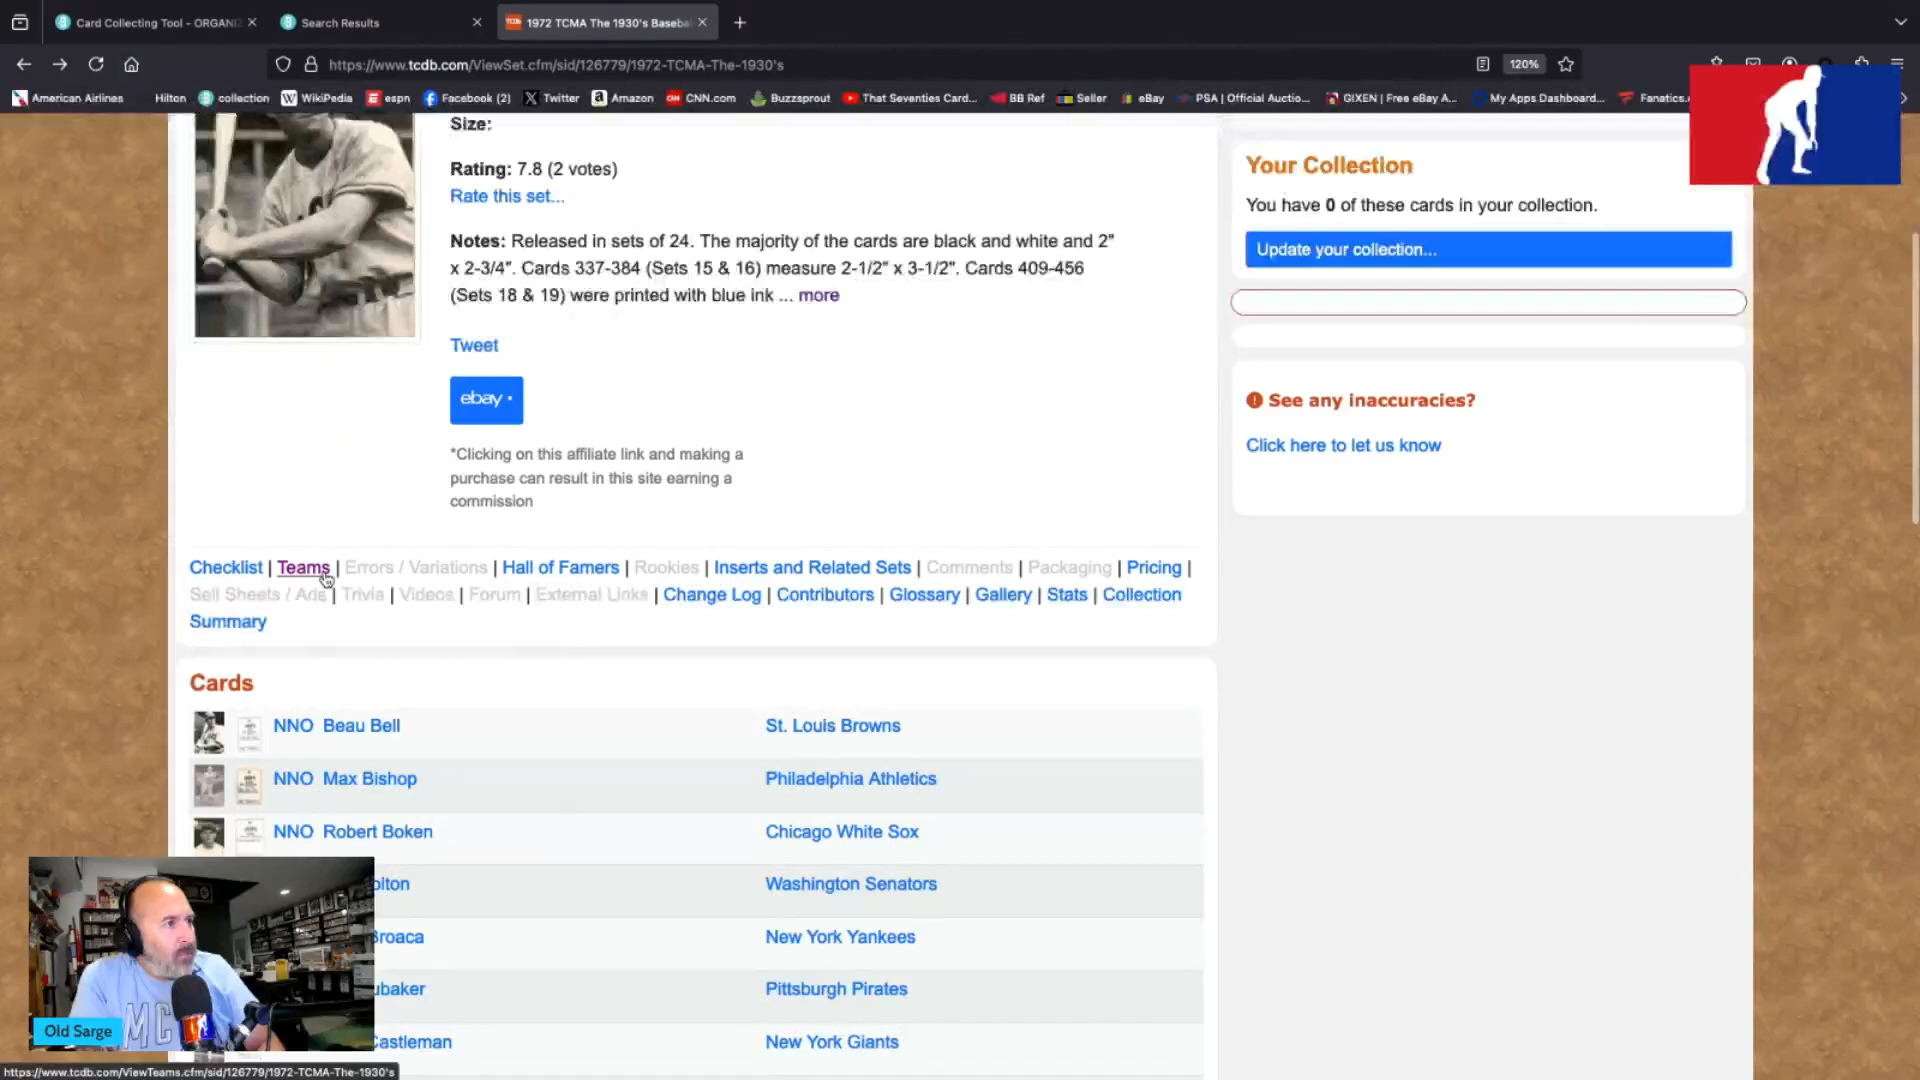 Card Collecting Tool - ORGANI
Search Results
TCDb 1972 TCMA The 1930's Baseba
https://www.tcdb.com/ViewSet.cfm/sid/126779/1972-TCMA-The-1930's
120%
American Airlines Hilton collection WikiPedia espn Facebook (2) Twitter Amazon CNN.com Buzzsprout That Seventies Card... BB Ref Seller eBay PSA | Official Auctio... GIXEN | Free eBay A... My Apps Dashboard... Fanatics.
Size:
Rating: 7.8 (2 votes)
Rate this set...
Notes: Released in sets of 24. The majority of the cards are black and white and 2"
x 2-3/4". Cards 337-384 (Sets 15 & 16) measure 2-1/2" x 3-1/2". Cards 409-456
(Sets 18 & 19) were printed with blue ink ... more
Tweet
ebay
*Clicking on this affiliate link and making a
purchase can result in this site earning a
commission
Your Collection
You have 0 of these cards in your collection.
Update your collection...
See any inaccuracies?
Click here to let us know
Checklist | Teams | Errors / Variations | Hall of Famers | Rookies | Inserts and Related Sets | Comments | Packaging | Pricing |
Sell Sheets / Ads | Trivia | Videos | Forum | External Links | Change Log | Contributors | Glossary | Gallery | Stats | Collection
Summary
Cards
NNO Beau Bell St. Louis Browns
NNO Max Bishop Philadelphia Athletics
NNO Robert Boken Chicago White Sox
olton Washington Senators
Broaca New York Yankees
ubaker Pittsburgh Pirates
Castleman New York Giants
MC
Old Sarge
https://www.tcdb.com/ViewTeams.cfm/sid/126779/1972-TCMA-The-1930's